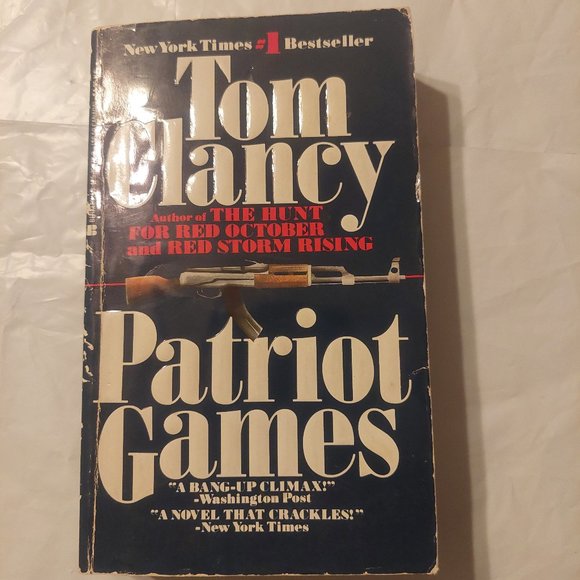 New York Times #1 Bestseller
Tom
Clancy
Author of THE HUNT
FOR RED OCTOBER
and RED STORM RISING
Patriot
Games
“A BANG-UP CLIMAX!”
-Washington Post
“A NOVEL THAT CRACKLES!”
-New York Times